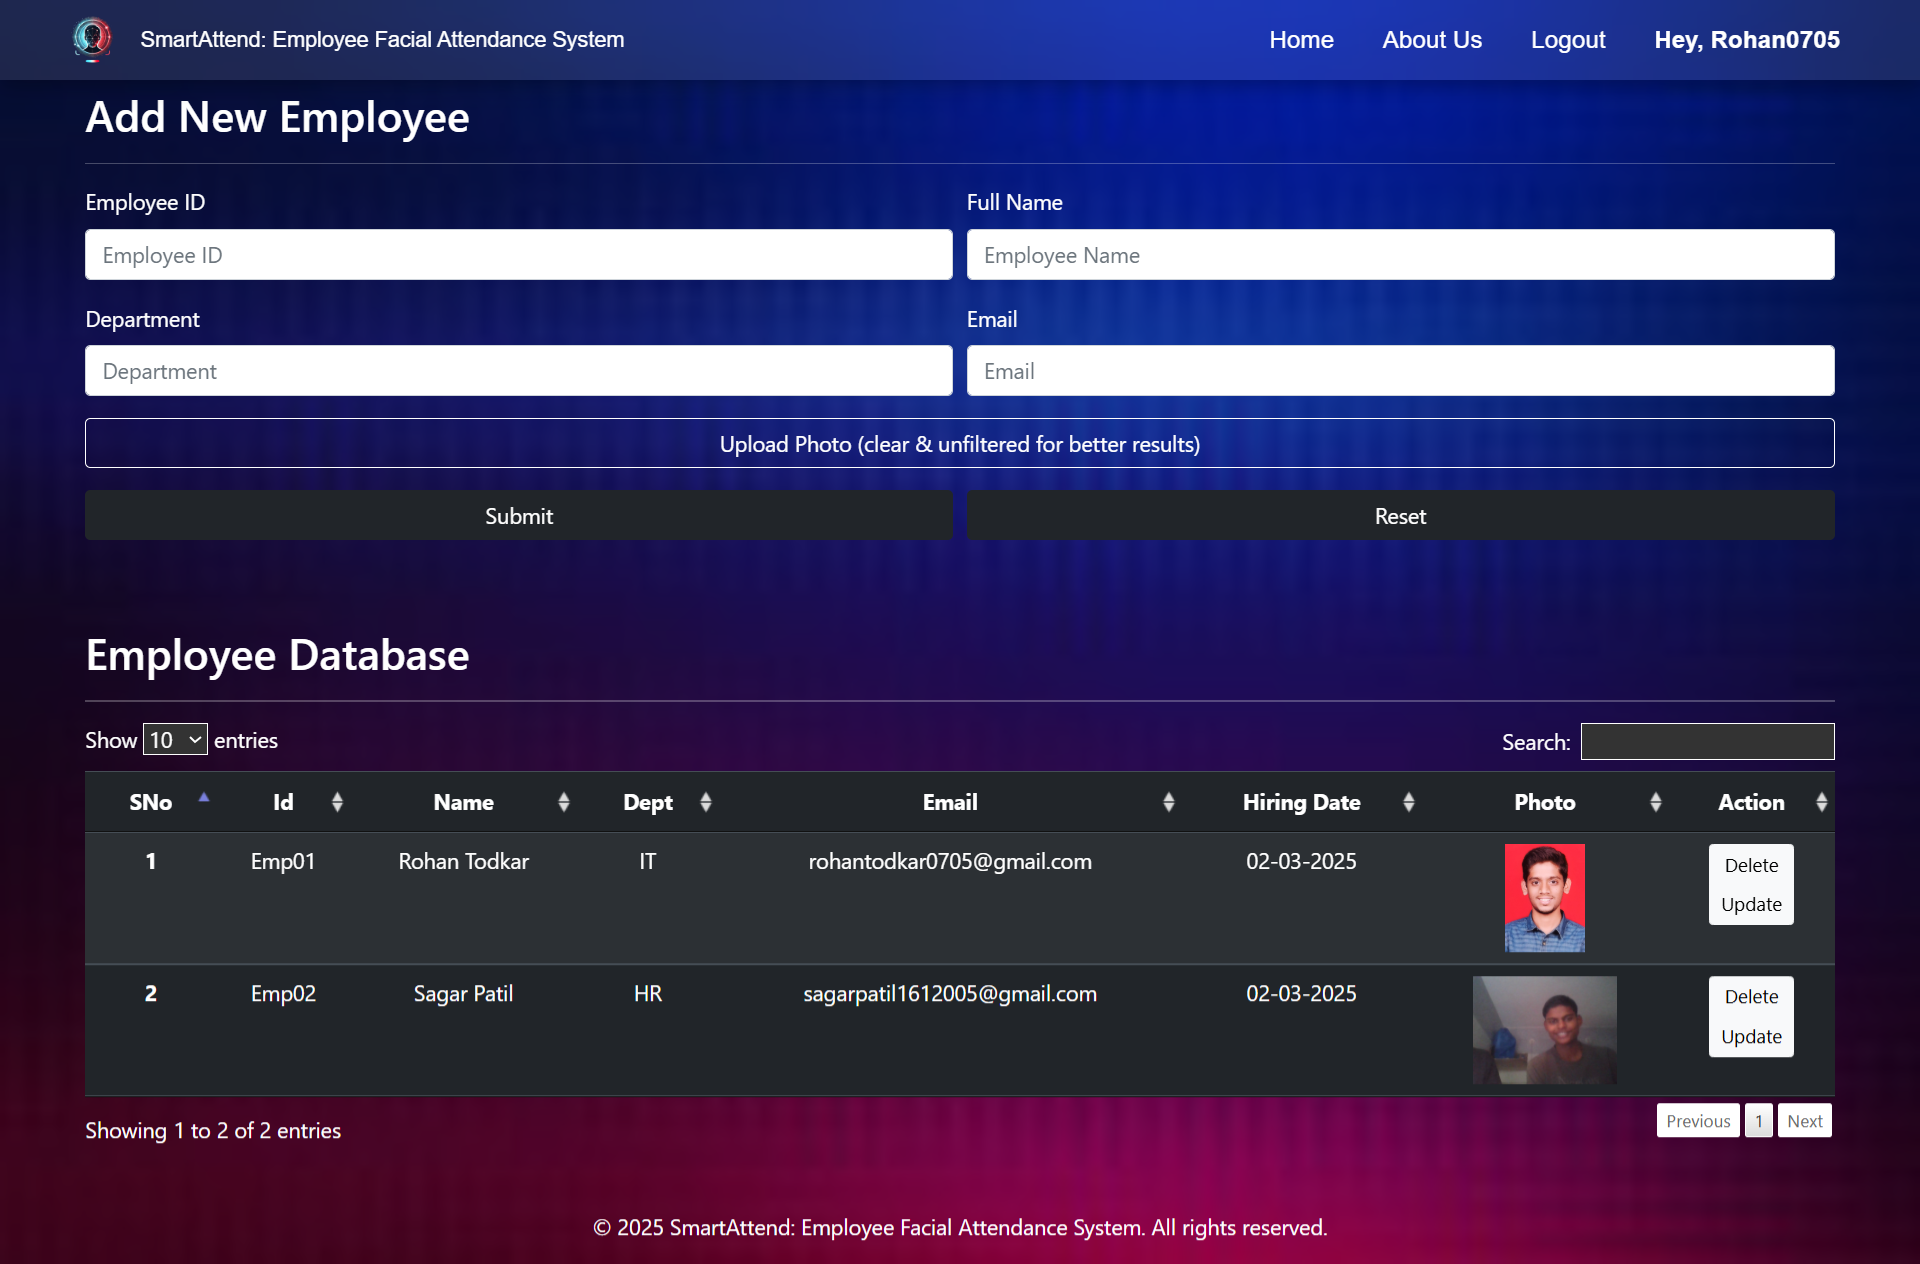 SmartAttend: Employee Facial Attendance System
Home About Us Logout Hey, Rohan0705
Add New Employee
Employee ID Full Name
Employee ID Employee Name
Department Email
Department Email
Upload Photo (clear & unfiltered for better results)
Submit Reset
Employee Database
Show 10 entries Search:
SNo Id Name Dept Email Hiring Date Photo Action
1 Emp01 Rohan Todkar IT rohantodkar0705@gmail.com 02-03-2025 Delete
Update
2 Emp02 Sagar Patil HR sagarpatil1612005@gmail.com 02-03-2025 Delete
Update
Showing 1 to 2 of 2 entries Previous 1 Next
© 2025 SmartAttend: Employee Facial Attendance System. All rights reserved.